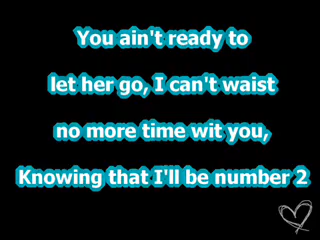 You ain't ready to
let her go, I can't waist
no more time wit you,
Knowing that I'll be number 2